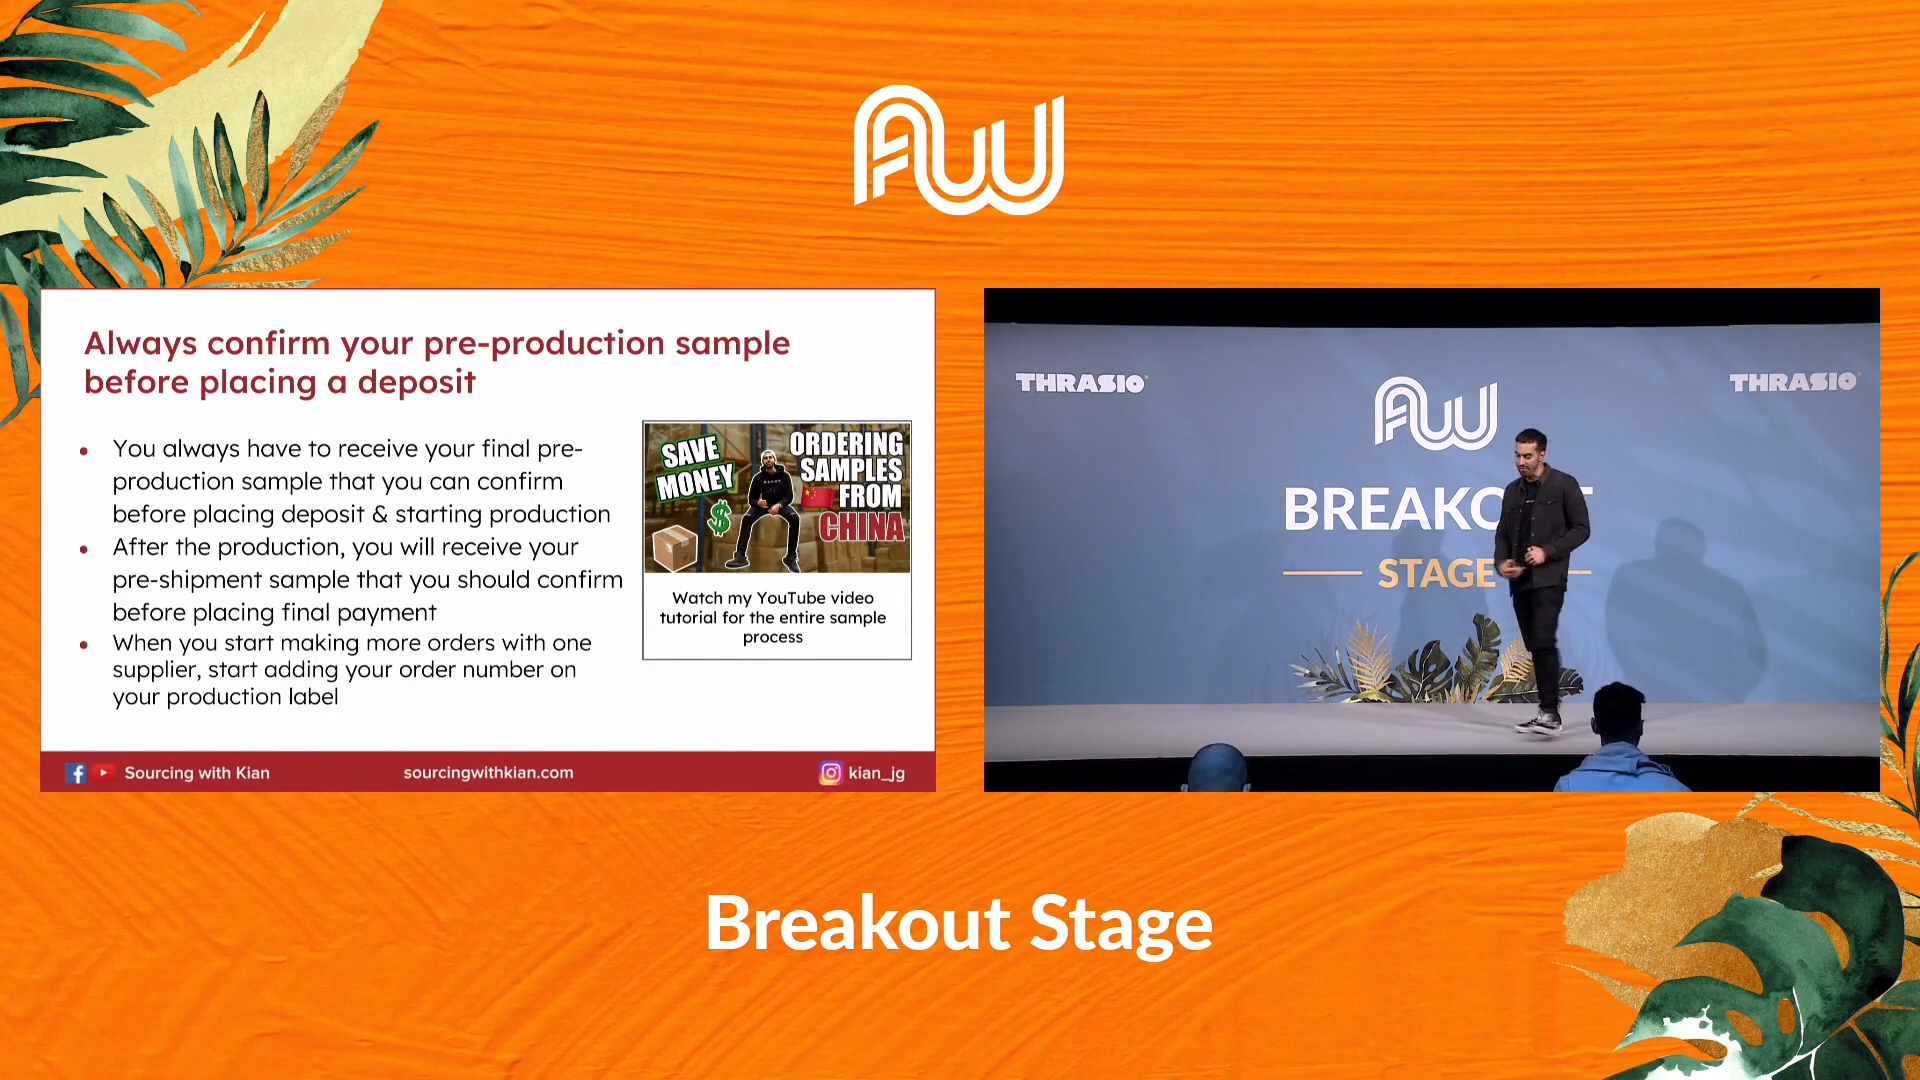 AW
Always confirm your pre-production sample
before placing a deposit
You always have to receive your final pre-
production sample that you can confirm
before placing deposit & starting production
After the production, you will receive your
pre-shipment sample that you should confirm
before placing final payment
When you start making more orders with one
supplier, start adding your order number on
your production label
SAVE
MONEY
$
ORDERING
SAMPLES
FROM
CHINA
Watch my YouTube video
tutorial for the entire sample
process
Sourcing with Kian
sourcingwithkian.com
kian_jg
THRASIO
THRASIO
AW
STAGE
Breakout Stage